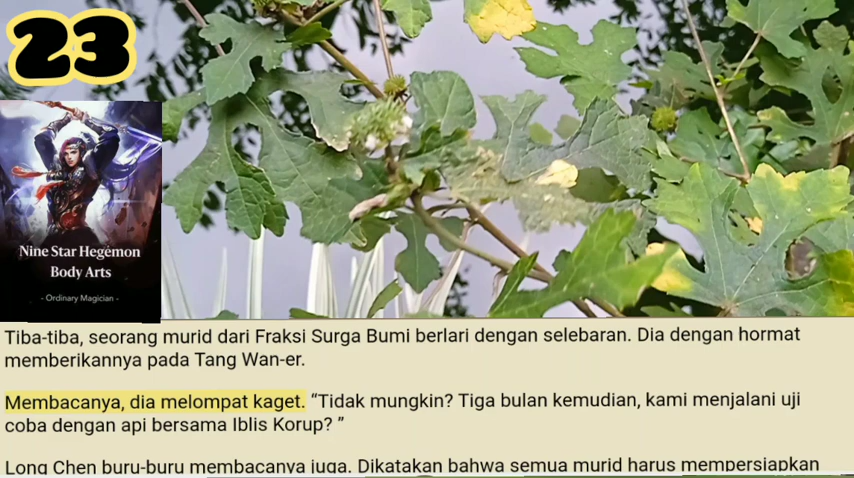 23
Nine Star Hegemon
Body Arts
- Ordinary Magician -
Tiba-tiba, seorang murid dari Fraksi Surga Bumi berlari dengan selebaran. Dia dengan hormat
memberikannya pada Tang Wan-er.
Membacanya, dia melompat kaget. “Tidak mungkin? Tiga bulan kemudian, kami menjalani uji
coba dengan api bersama Iblis Korup? ”
Long Chen buru-buru membacanya juga. Dikatakan bahwa semua murid harus mempersiapkan